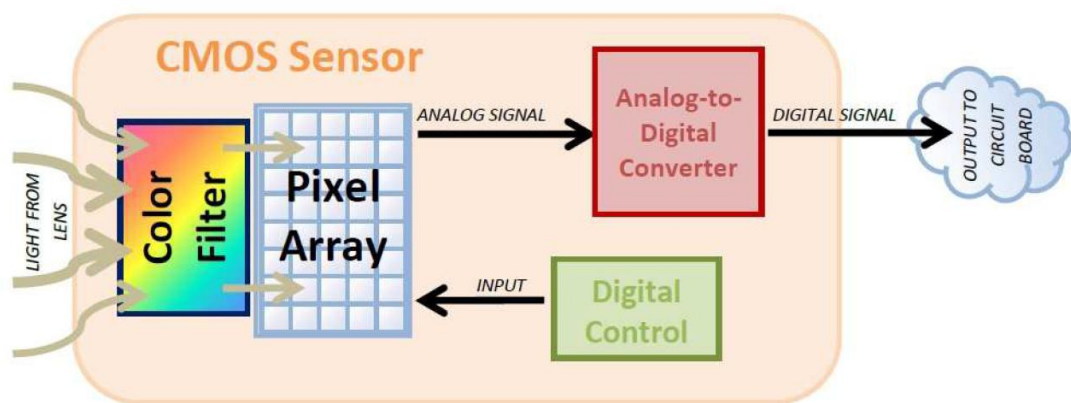 CMOS Sensor
LIGHT FROM
LENS
Color
Filter
Pixel
Array
ANALOG SIGNAL
Analog-to-
Digital
Converter
DIGITAL SIGNAL
OUTPUT TO
CIRCUIT
BOARD
INPUT
Digital
Control